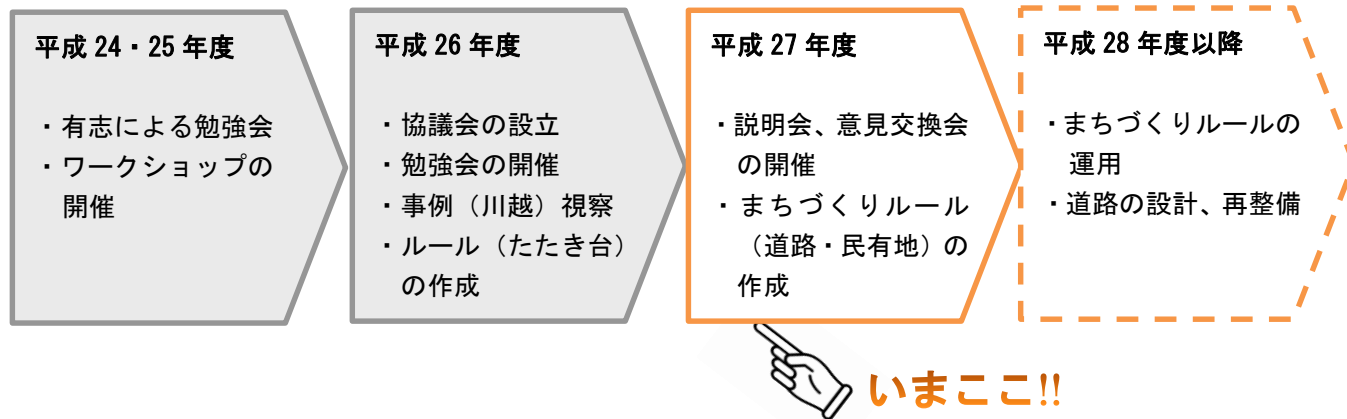 平成 24・25 年度
・有志による勉強会
・ワークショップの
開催
平成 26 年度
・協議会の設立
・勉強会の開催
・事例（川越）視察
・ルール（たたき台）
の作成
平成 27 年度
・説明会、意見交換会
の開催
・まちづくりルール
（道路・民有地）の
作成
平成 28 年度以降
・まちづくりルールの
運用
・道路の設計、再整備
いまここ!!